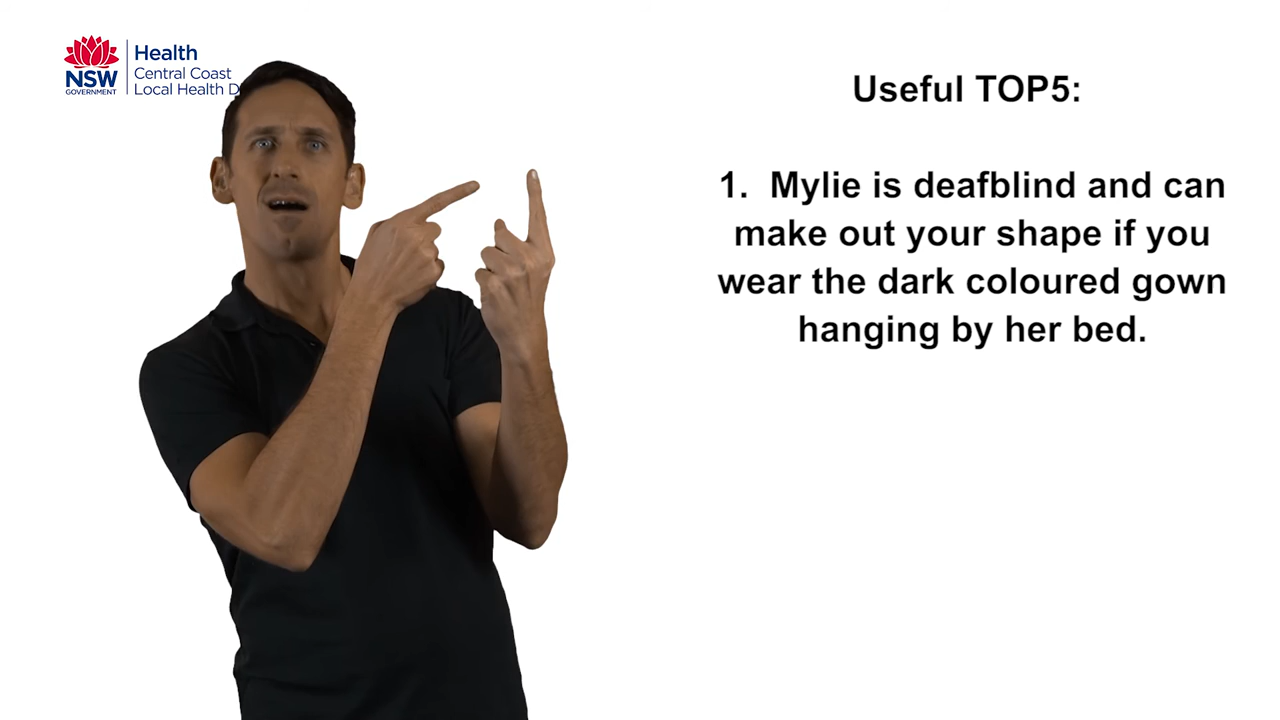 Health
Central Coast
Local Health D
NSW
GOVERNMENT
Useful TOP5:
1. Mylie is deafblind and can
make out your shape if you
wear the dark coloured gown
hanging by her bed.